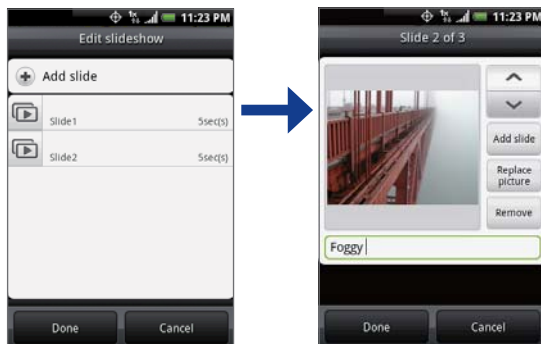 11:23 PM
Edit slideshow
Add slide
Slide1 5sec(s)
Slide2 5sec(s)
Done Cancel
11:23 PM
Slide 2 of 3
Add slide
Replace
picture
Remove
Foggy
Done Cancel